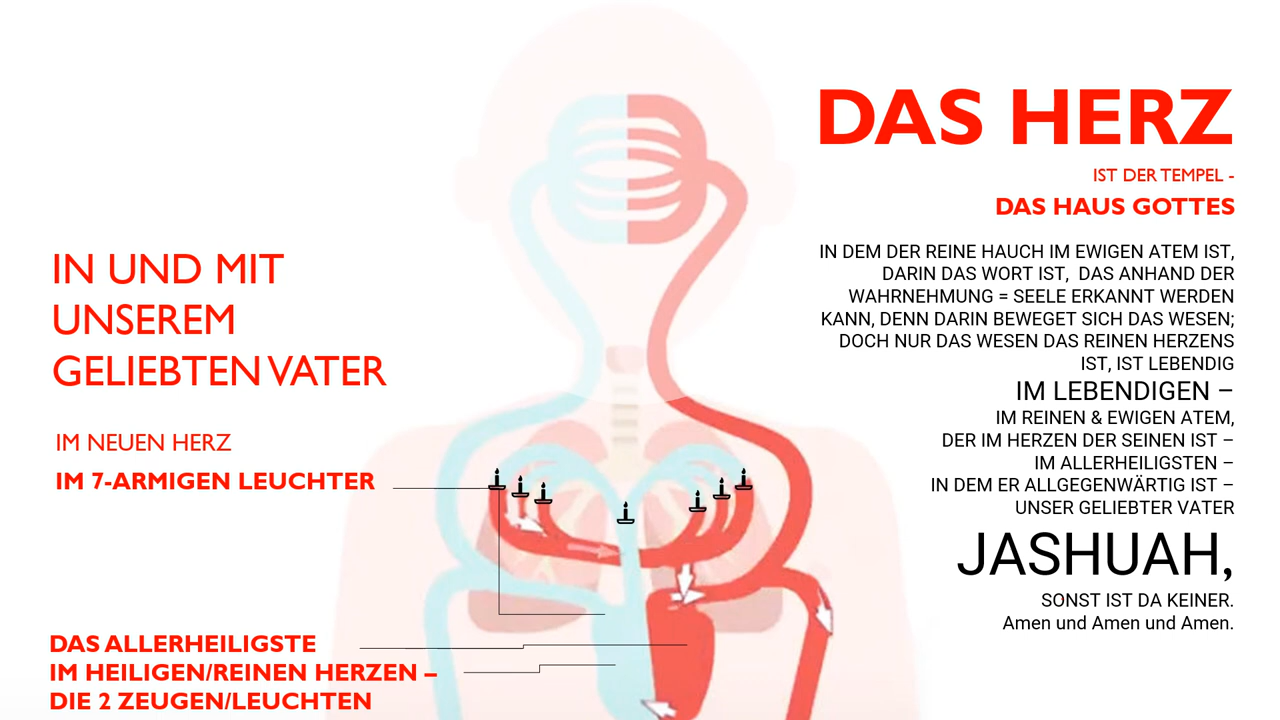 IN UND MIT
UNSEREM
GELIEBTEN VATER
IM NEUEN HERZ
IM 7-ARMIGEN LEUCHTER
DAS ALLERHEILIGSTE
IM HEILIGEN/REINEN HERZEN –
DIE 2 ZEUGEN/LEUCHTEN
DAS HERZ
IST DER TEMPEL -
DAS HAUS GOTTES
IN DEM DER REINE HAUCH IM EWIGEN ATEM IST,
DARIN DAS WORT IST, DAS ANHAND DER
WAHRNEHMUNG = SEELE ERKANNT WERDEN
KANN, DENN DARIN BEWEGET SICH DAS WESEN;
DOCH NUR DAS WESEN DAS REINEN HERZENS
IST, IST LEBENDIG
IM LEBENDIGEN –
IM REINEN & EWIGEN ATEM,
DER IM HERZEN DER SEINEN IST –
IM ALLERHEILIGSTEN –
IN DEM ER ALLGEGENWÄRTIG IST –
UNSER GELIEBTER VATER
JASHUAH,
SONST IST DA KEINER.
Amen und Amen und Amen.